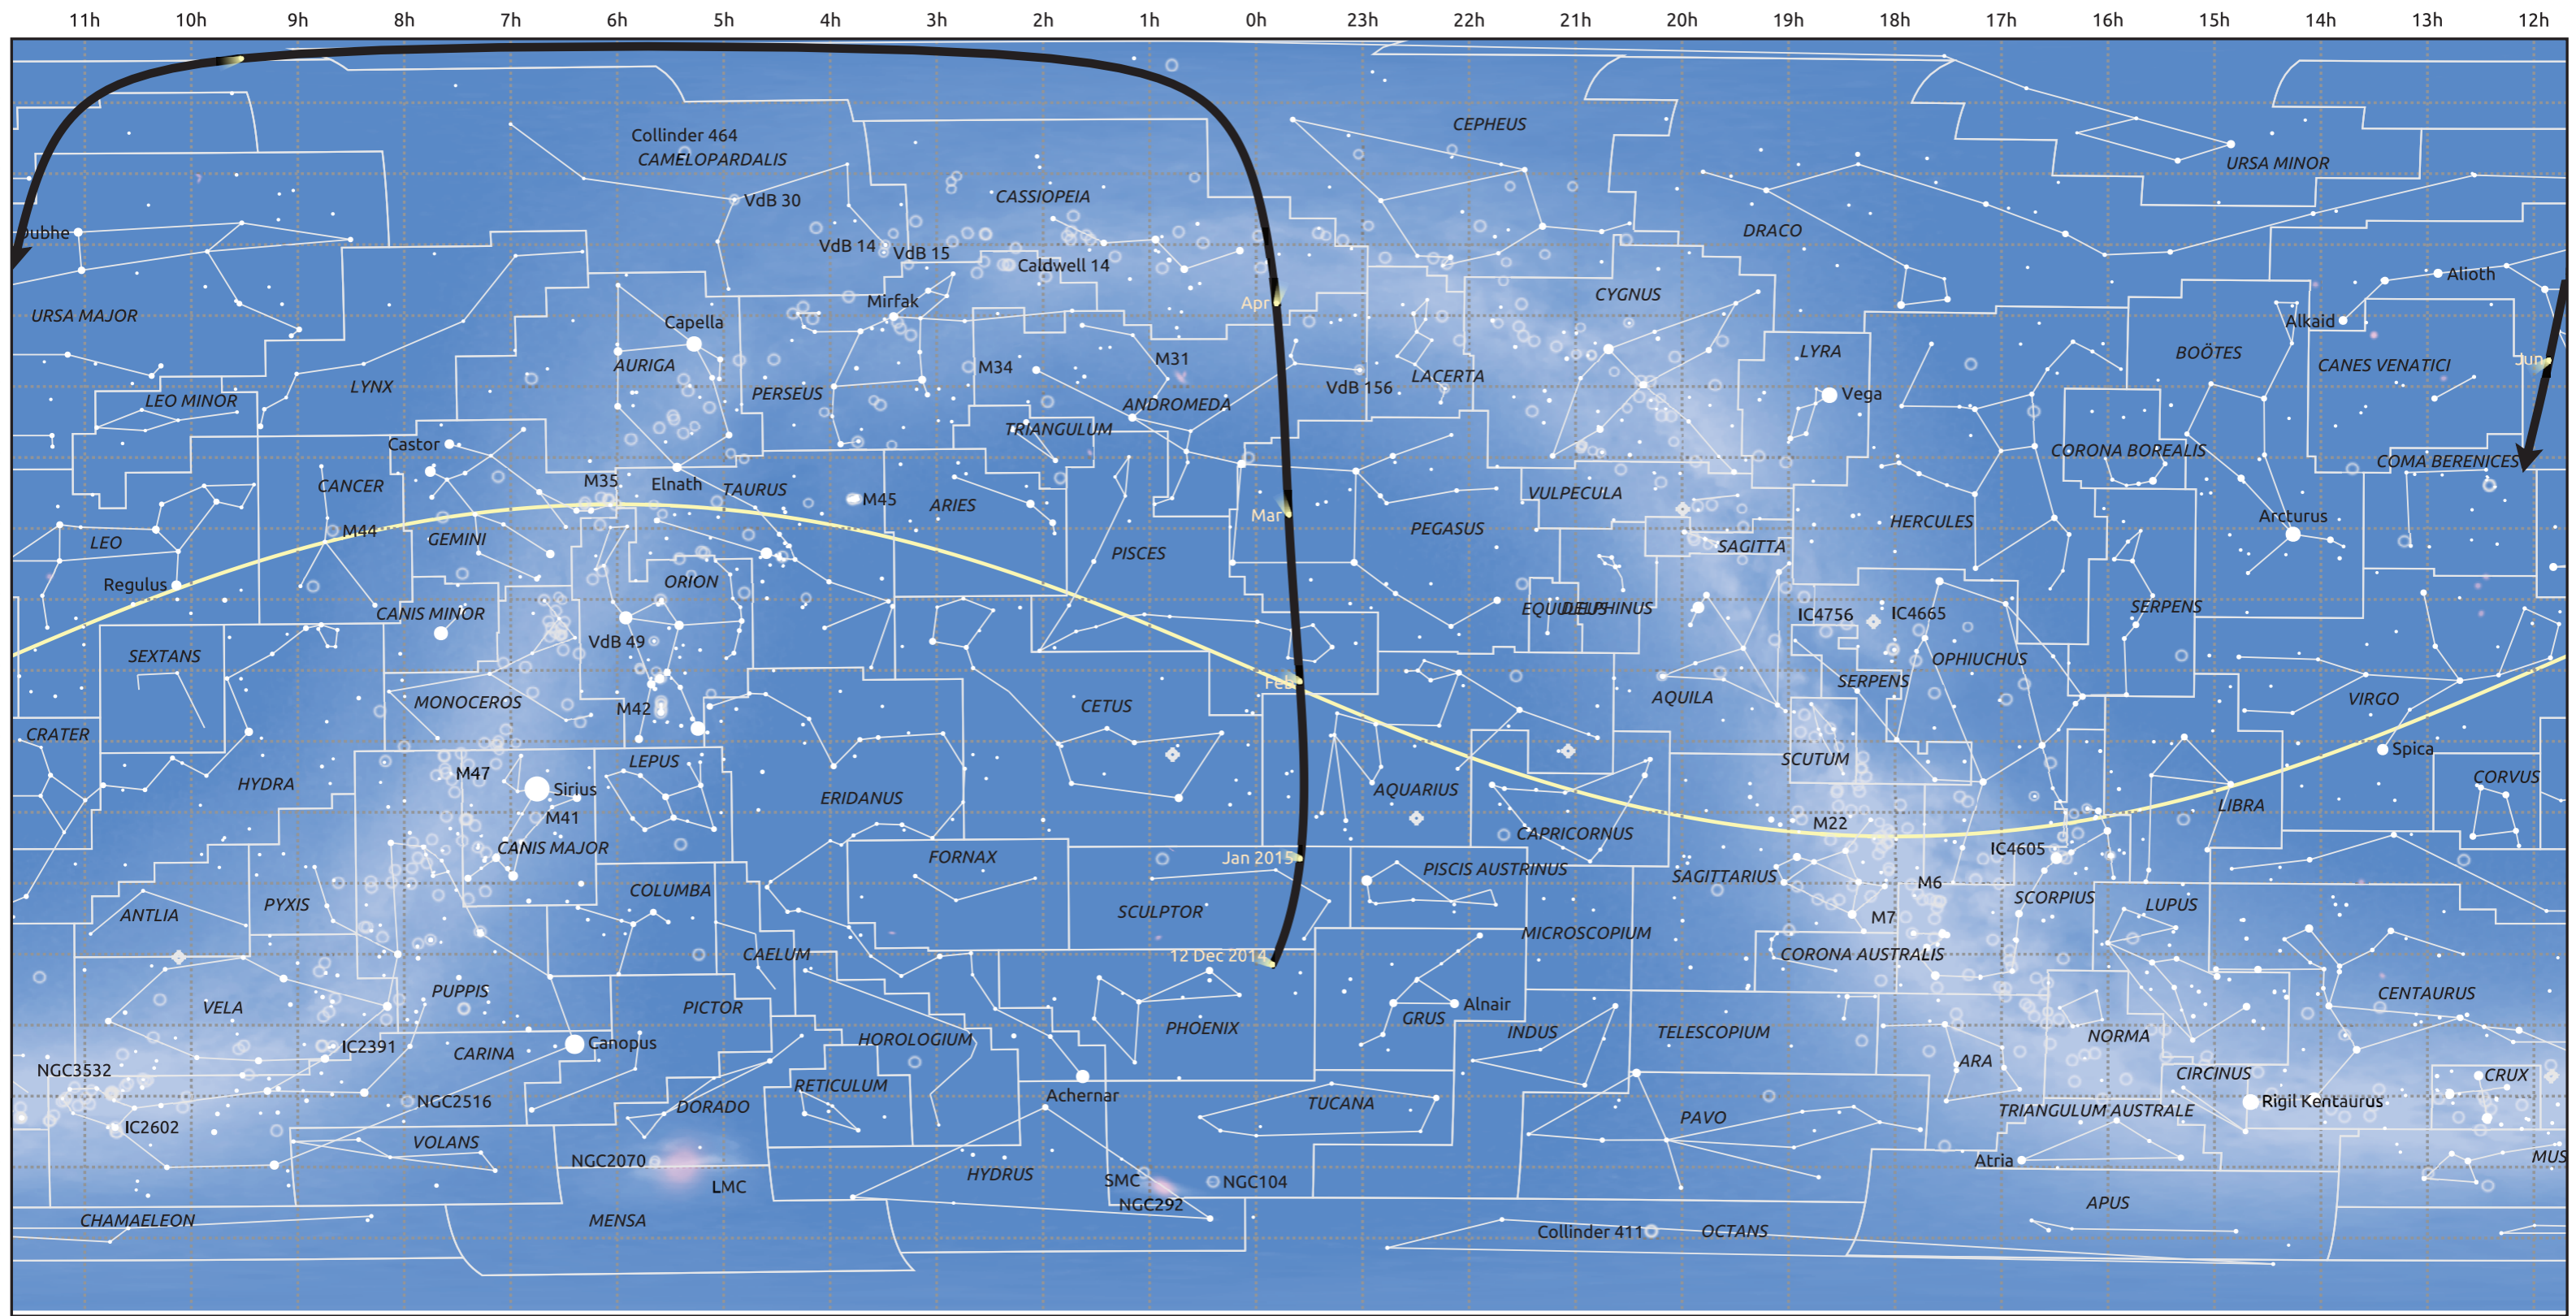 11h 10h 9h 8h 7h 6h 5h 4h 3h 2h 1h 0h 23h 22h 21h 20h 19h 18h 17h 16h 15h 14h 13h 12h
Collinder 464
CAMELOPARDALIS
CEPHEUS
URSA MINOR
VdB 30
CASSIOPEIA
Dubhe
VdB 14
VdB 15
Caldwell 14
DRACO
Alioth
URSA MAJOR
Mirfak
Apr
CYGNUS
Alkaid
Capella
AURIGA
LYNX
LEO MINOR
PERSEUS
M34
M31
ANDROMEDA
VdB 156
LACERTA
LYRA
Vega
BOÖTES
CANES VENATICI
Jun
Castor
TRIANGULUM
CORONA BOREALIS
COMA BERENICES
CANCER
M35
Elnath
TAURUS
M45
ARIES
Mar
PEGASUS
VULPECULA
HERCULES
Arcturus
LEO
M44
GEMINI
PISCES
SAGITTA
Regulus
ORION
CANIS MINOR
EQUULEUS
DELPHINUS
IC4756
IC4665
SERPENS
SEXTANS
VdB 49
OPHIUCHUS
MONOCEROS
M42
CETUS
Feb
AQUILA
SERPENS
VIRGO
CRATER
HYDRA
M47
Sirius
LEPUS
ERIDANUS
AQUARIUS
SCUTUM
Spica
CORVUS
LIBRA
M41
CANIS MAJOR
FORNAX
Jan 2015
CAPRICORNUS
PISCIS AUSTRINUS
M22
IC4605
ANTLIA
PYXIS
COLUMBA
SCULPTOR
SAGITTARIUS
M6
M7
SCORPIUS
LUPUS
CAELUM
12 Dec 2014
MICROSCOPIUM
CORONA AUSTRALIS
VELA
PUPPIS
PICTOR
HOROLOGIUM
PHOENIX
Alnair
GRUS
INDUS
TELESCOPIUM
CENTAURUS
NORMA
IC2391
CARINA
Canopus
NGC3532
RETICULUM
Achernar
ARA
CIRCINUS
CRUX
NGC2516
IC2602
DORADO
TUCANA
PAVO
TRIANGULUM AUSTRALE
Rigil Kentaurus
VOLANS
NGC2070
LMC
HYDRUS
SMC
NGC292
NGC104
Atria
MUS
CHAMAELEON
MENSA
Collinder 411
OCTANS
APUS